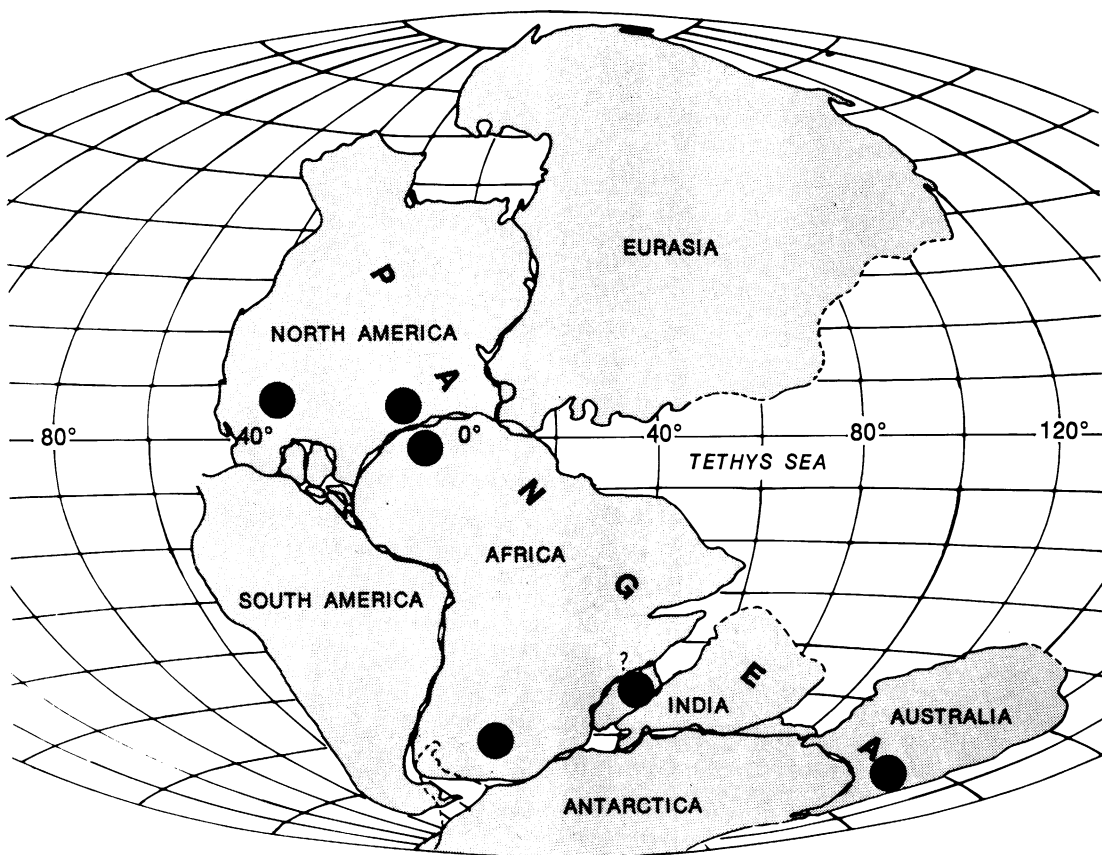 EURASIA
P
NORTH AMERICA
A
80°
40°
0°
40°
80°
120°
TETHYS SEA
N
AFRICA
G
SOUTH AMERICA
?
E
INDIA
AUSTRALIA
A
ANTARCTICA